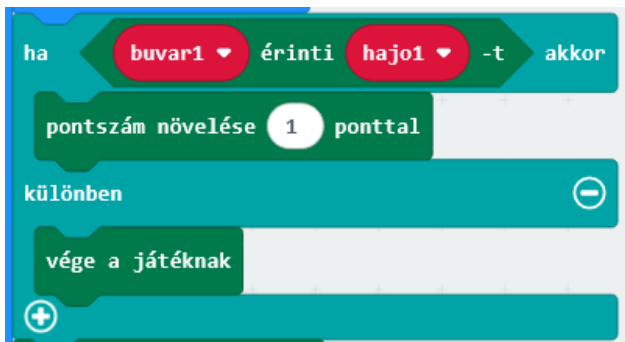 ha buvar1 érinti hajo1 -t akkor
pontszám növelése 1 ponttal
különben
vége a játéknak